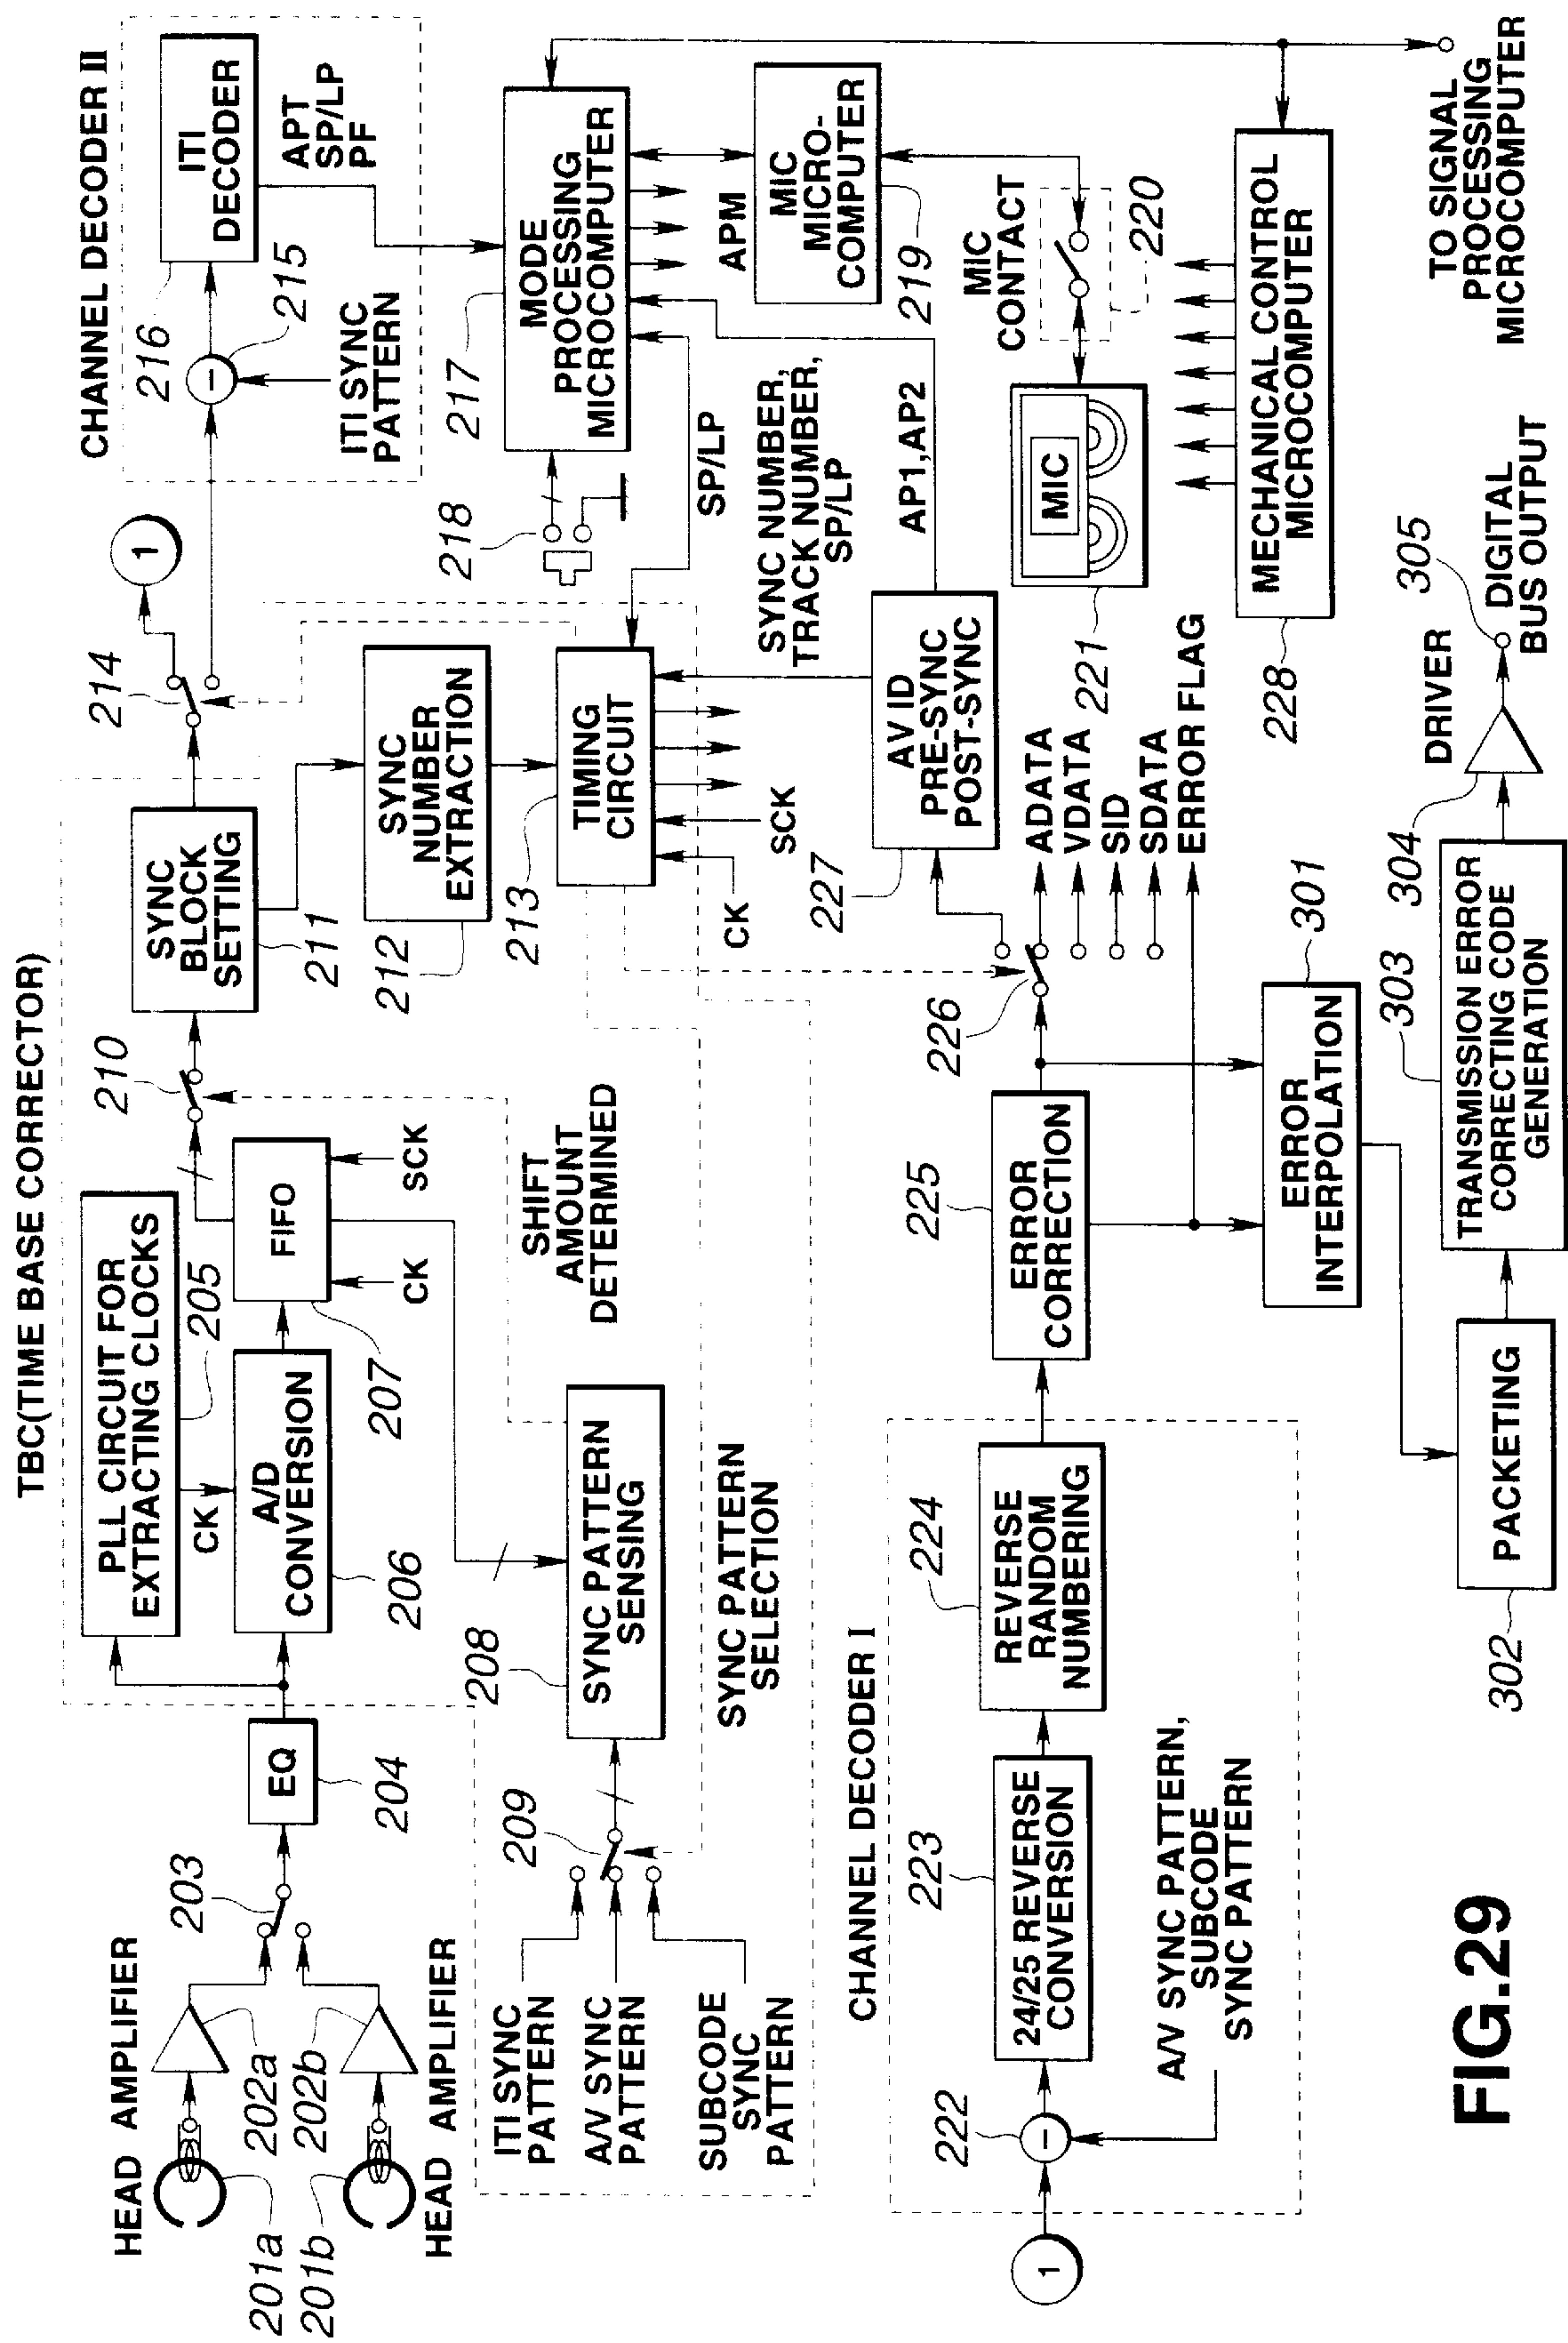 TBC(TIME BASE CORRECTOR)
CHANNEL DECODER II
HEAD AMPLIFIER
201a
202a
201b
202b
HEAD AMPLIFIER
203
EQ
204
PLL CIRCUIT FOR
EXTRACTING CLOCKS
205
CK
A/D
CONVERSION
206
FIFO
207
CK
SCK
210
SYNC
BLOCK
SETTING
211
214
1
216
ITI
DECODER
215
ITI SYNC
PATTERN
APT
SP/LP
PF
ITI SYNC
PATTERN
A/V SYNC
PATTERN
SUBCODE
SYNC
PATTERN
209
208
SYNC PATTERN
SENSING
SYNC PATTERN
SELECTION
SHIFT
AMOUNT
DETERMINED
212
SYNC
NUMBER
EXTRACTION
213
TIMING
CIRCUIT
CK
SCK
218
217
MODE
PROCESSING
MICROCOMPUTER
SP/LP
SYNC NUMBER,
TRACK NUMBER,
SP/LP
APM
MIC
MICRO-
COMPUTER
219
AP1,AP2
MIC
CONTACT
220
MIC
221
227
AV ID
PRE-SYNC
POST-SYNC
CHANNEL DECODER I
1
222
223
24/25 REVERSE
CONVERSION
224
REVERSE
RANDOM
NUMBERING
A/V SYNC PATTERN,
SUBCODE
SYNC PATTERN
225
ERROR
CORRECTION
226
ADATA
VDATA
SID
SDATA
ERROR FLAG
MECHANICAL CONTROL
MICROCOMPUTER
228
TO SIGNAL
PROCESSING
MICROCOMPUTER
301
ERROR
INTERPOLATION
302
PACKETING
303
TRANSMISSION ERROR
CORRECTING CODE
GENERATION
304
DRIVER
305
DIGITAL
BUS OUTPUT
FIG.29